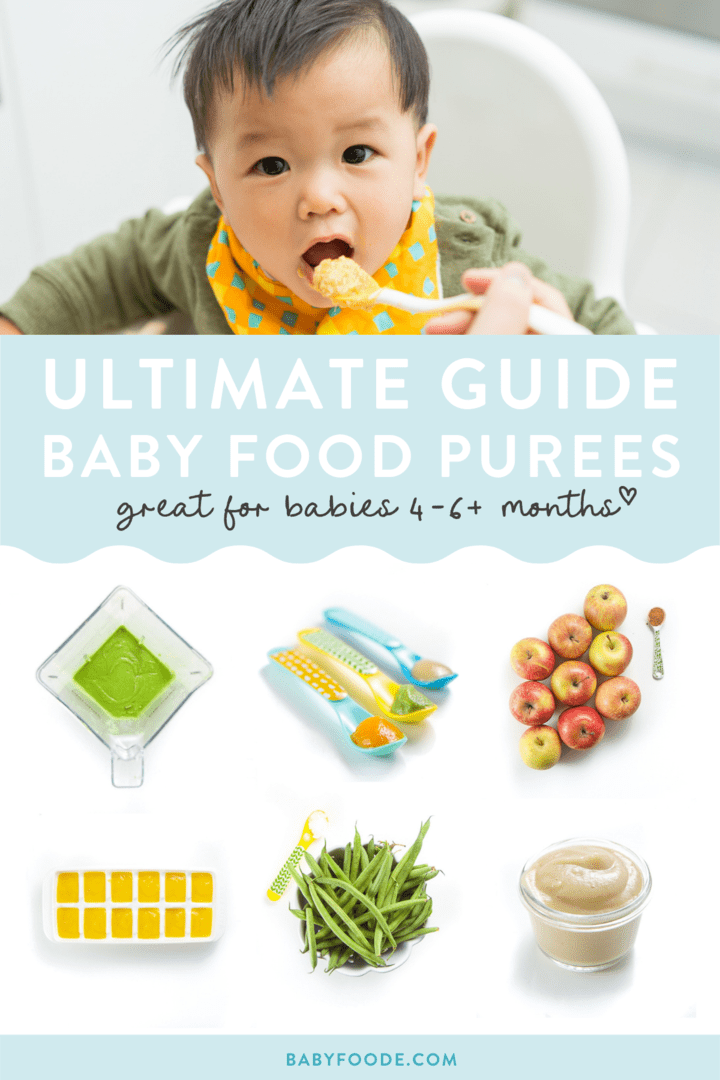 ULTIMATE GUIDE
BABY FOOD PUREES
great for babies 4-6+ months♡
BABYFOODE.COM